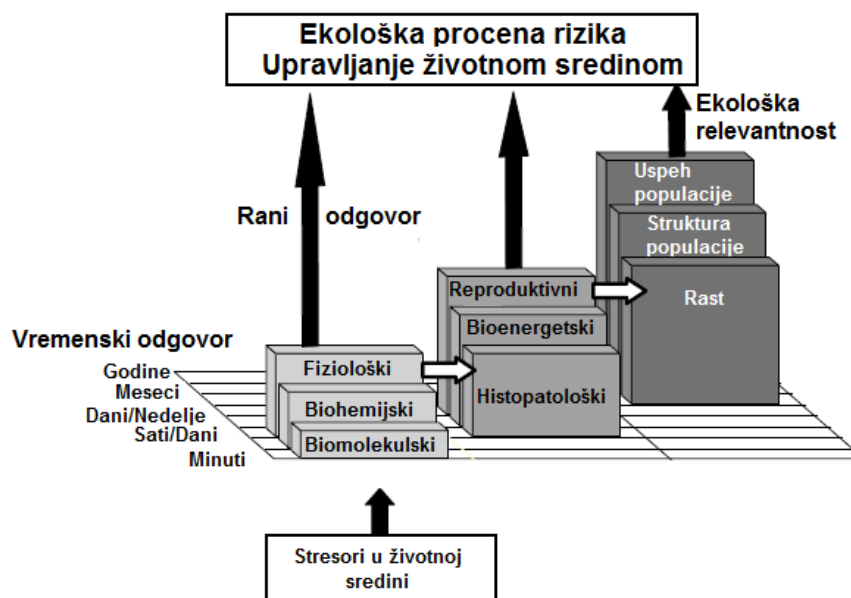 Ekološka procena rizika
Upravljanje životnom sredinom
Ekološka
relevantnost
Uspeh
populacije
Struktura
populacije
Rast
Rani odgovor
Reproduktivni
Bioenergetski
Histopatološki
Vremenski odgovor
Godine
Meseci
Dani/Nedelje
Sati/Dani
Minuti
Fiziološki
Biohemijski
Biomolekulski
Stresori u životnoj
sredini